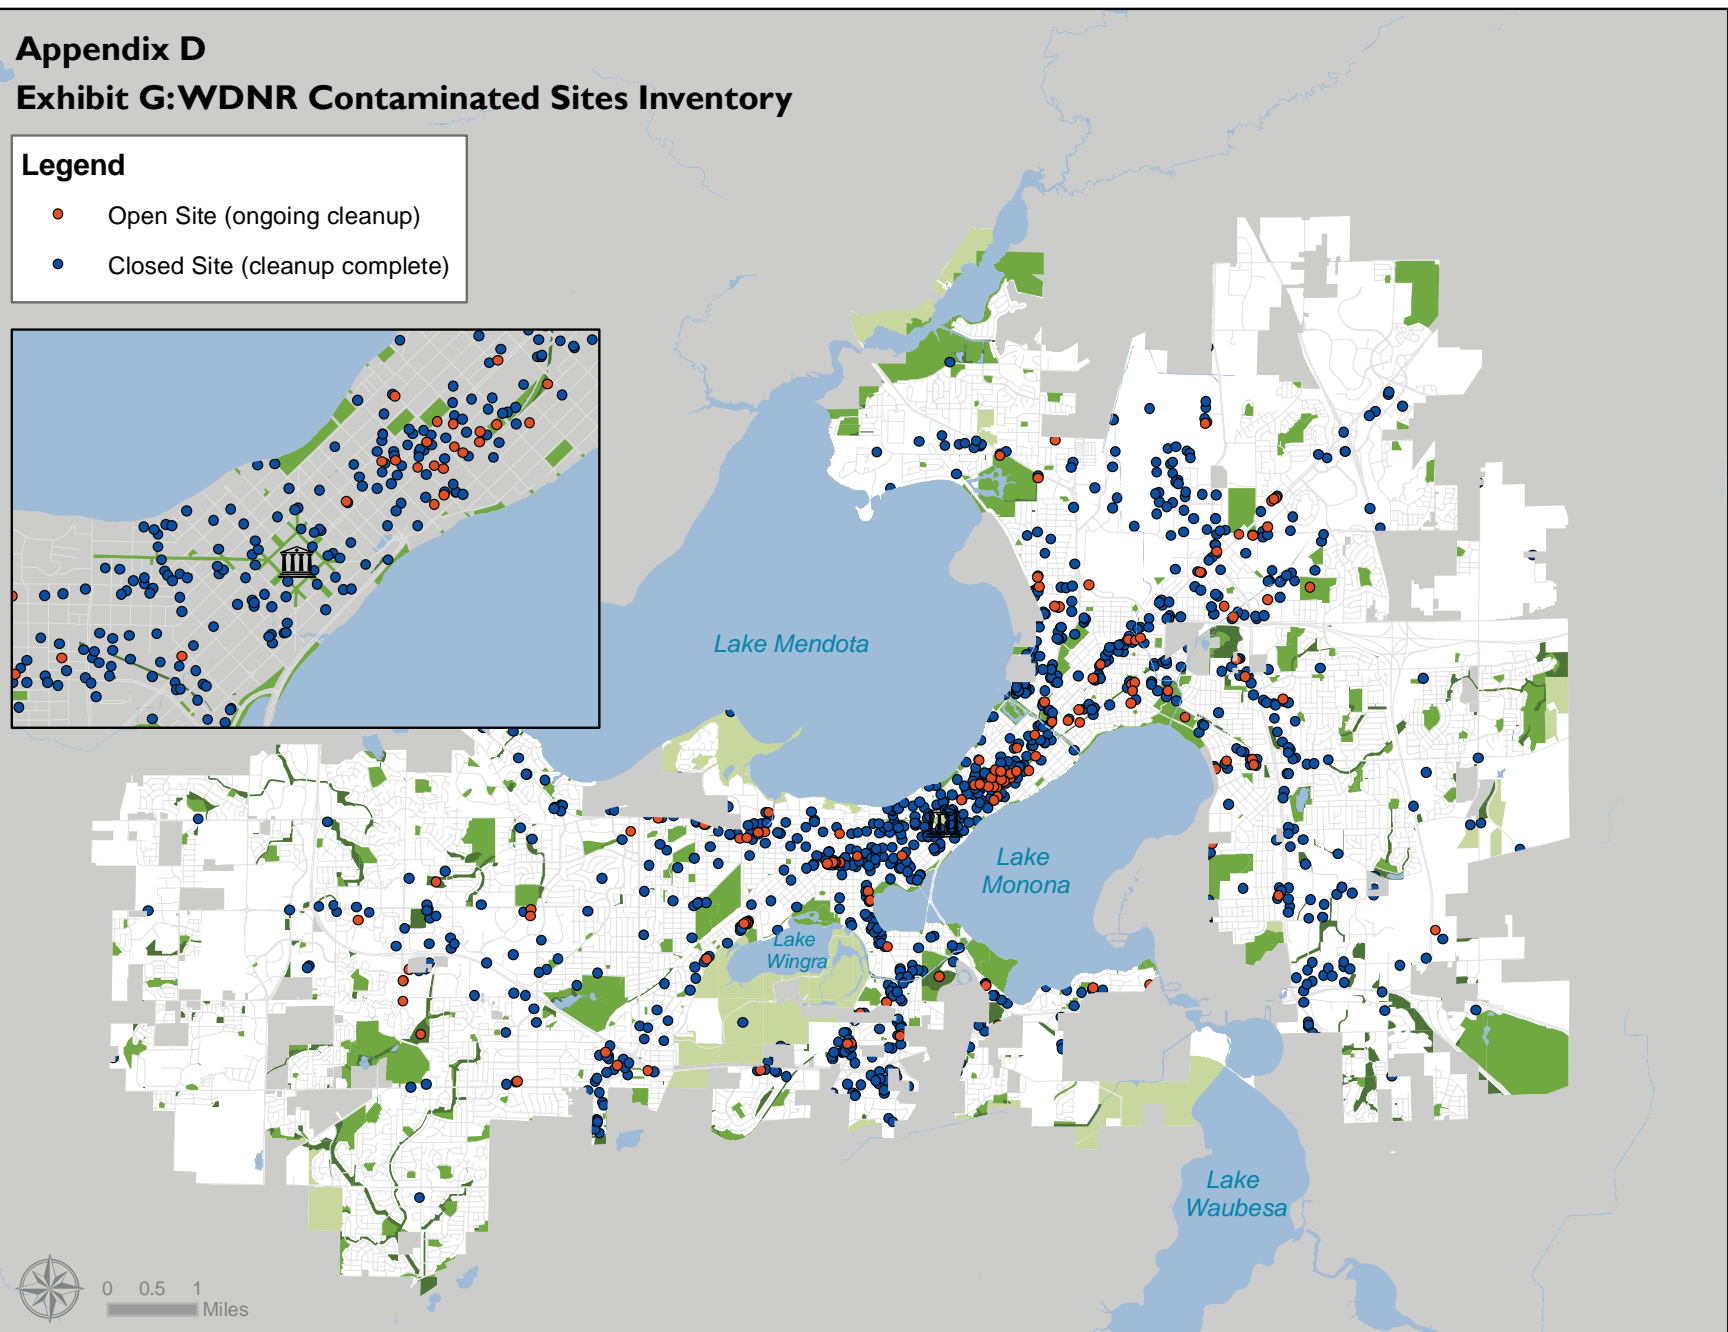 Appendix D
Exhibit G: WDNR Contaminated Sites Inventory
Legend
Open Site (ongoing cleanup)
Closed Site (cleanup complete)
Lake Mendota
Lake
Monona
Lake
Wingra
Lake
Waubesa
0 0.5 1
Miles